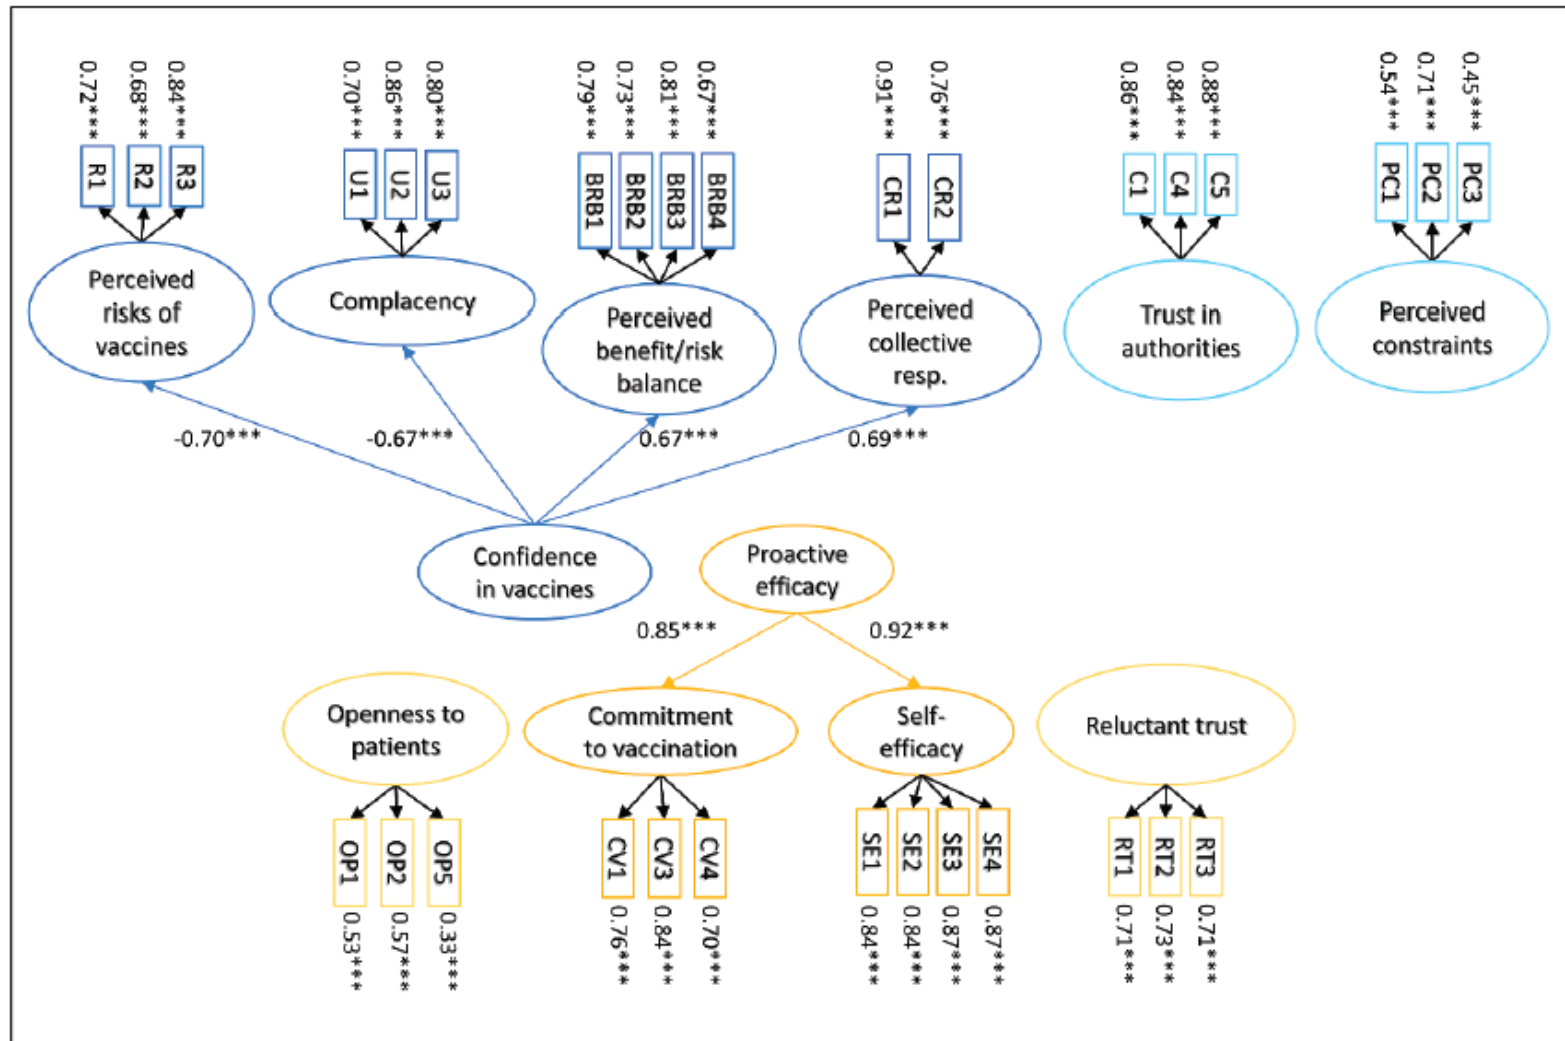 0.72***
0.68***
0.84***
0.70***
0.86***
0.80***
0.79***
0.73***
0.81***
0.67***
0.91***
0.76***
0.86***
0.84***
0.88***
0.54***
0.71***
0.45***
R1
R2
R3
U1
U2
U3
BRB1
BRB2
BRB3
BRB4
CR1
CR2
C1
C4
C5
PC1
PC2
PC3
Perceived
risks of
vaccines
Complacency
Perceived
benefit/risk
balance
Perceived
collective
resp.
Trust in
authorities
Perceived
constraints
-0.70***
-0.67***
0.67***
0.69***
Confidence
in vaccines
Proactive
efficacy
0.85***
0.92***
Openness to
patients
Commitment
to vaccination
Self-
efficacy
Reluctant trust
OP1
OP2
OP5
CV1
CV3
CV4
SE1
SE2
SE3
SE4
RT1
RT2
RT3
0.53***
0.57***
0.33***
0.76***
0.84***
0.70***
0.84***
0.84***
0.87***
0.87***
0.71***
0.73***
0.71***